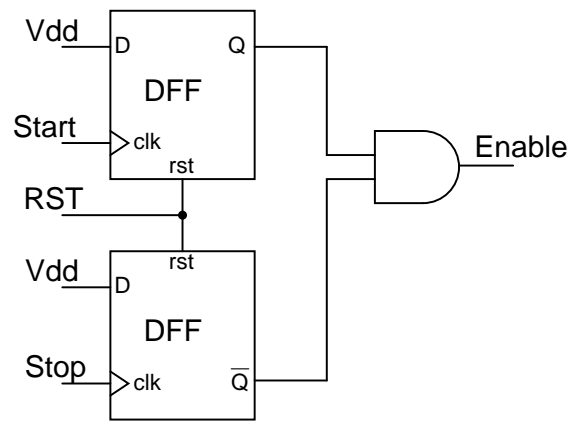 Vdd
D
Q
DFF
Start
clk
Enable
rst
RST
rst
Vdd
D
DFF
Stop
clk
Q̅